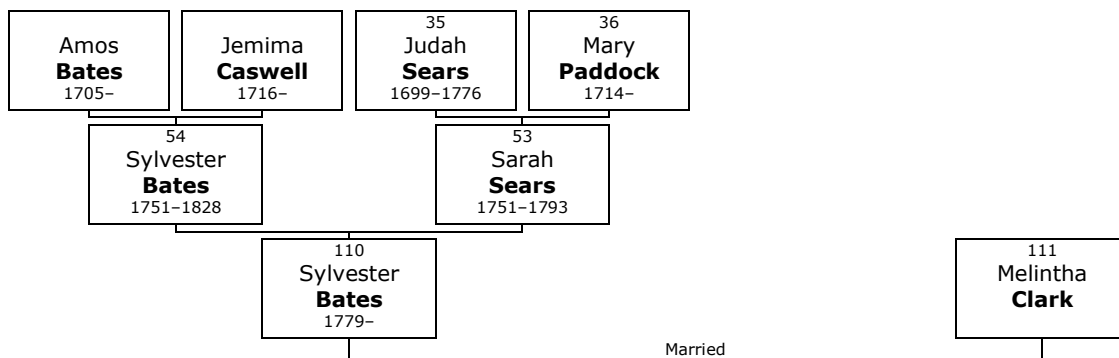 Amos
Bates
1705–
Jemima
Caswell
1716–
35
Judah
Sears
1699–1776
36
Mary
Paddock
1714–
54
Sylvester
Bates
1751–1828
53
Sarah
Sears
1751–1793
110
Sylvester
Bates
1779–
111
Melintha
Clark
Married